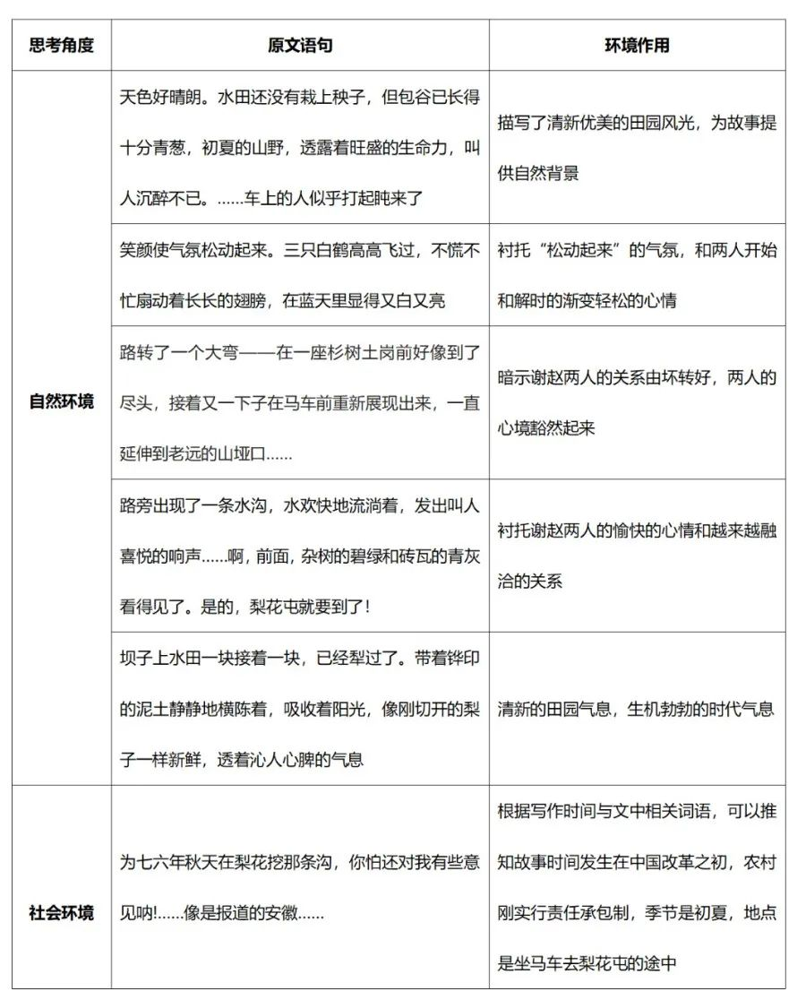 思考角度
原文语句
环境作用
自然环境
天色好晴朗。水田还没有栽上秧子，但包谷已长得
十分青葱，初夏的山野，透露着旺盛的生命力，叫
人沉醉不已。......车上的人似乎打起盹来了
描写了清新优美的田园风光，为故事提
供自然背景
笑颜使气氛松动起来。三只白鹤高高飞过，不慌不
忙扇动着长长的翅膀，在蓝天里显得又白又亮
衬托“松动起来”的气氛，和两人开始
和解时的渐变轻松的心情
路转了一个大弯——在一座杉树土岗前好像到了
尽头，接着又一下子在马车前重新展现出来，一直
延伸到老远的山垭口......
暗示谢赵两人的关系由坏转好，两人的
心境豁然起来
路旁出现了一条水沟，水欢快地流淌着，发出叫人
喜悦的响声......啊，前面，杂树的碧绿和砖瓦的青灰
看得见了。是的，梨花屯就要到了！
衬托谢赵两人的愉快的心情和越来越融
洽的关系
坝子上水田一块接着一块，已经犁过了。带着铧印
的泥土静静地横陈着，吸收着阳光，像刚切开的梨
子一样新鲜，透着沁人心脾的气息
清新的田园气息，生机勃勃的时代气息
社会环境
为七六年秋天在梨花挖那条沟，你怕还对我有些意
见呐!......像是报道的安徽......
根据写作时间与文中相关词语，可以推
知故事时间发生在中国改革之初，农村
刚实行责任承包制，季节是初夏，地点
是坐马车去梨花屯的途中